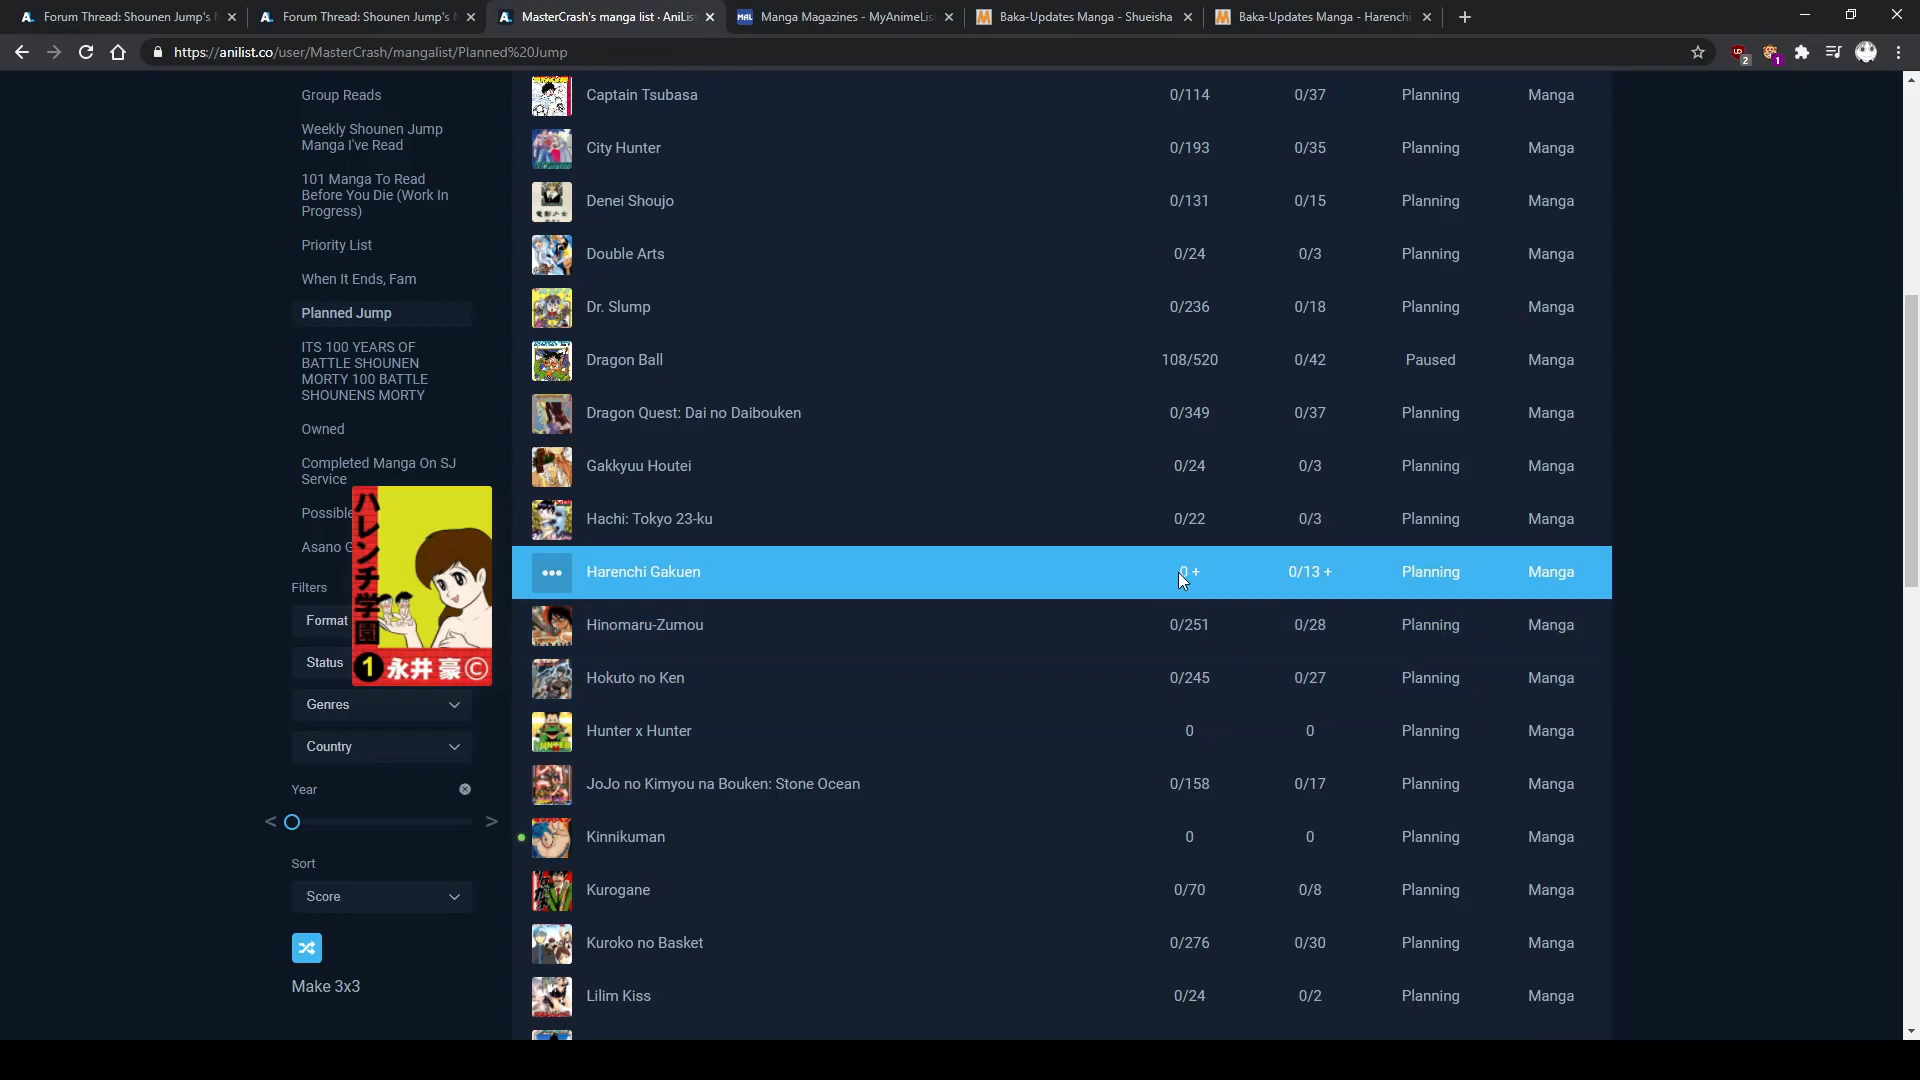 Forum Thread: Shounen Jump's
Forum Thread: Shounen Jump's
MasterCrash's manga list · AniLis
MAL Manga Magazines - MyAnimeLis
Baka-Updates Manga - Shueisha
Baka-Updates Manga - Harenchi
https://anilist.co/user/MasterCrash/mangalist/Planned%20Jump
2
1
Group Reads
Weekly Shounen Jump
Manga I've Read
101 Manga To Read
Before You Die (Work In
Progress)
Priority List
When It Ends, Fam
Planned Jump
ITS 100 YEARS OF
BATTLE SHOUNEN
MORTY 100 BATTLE
SHOUNENS MORTY
Owned
Completed Manga On SJ
Service
Possible
Asano G
Filters
Format
Status
Genres
Country
Year
< >
Sort
Score
Make 3x3
ハレンチ学園
1 永井豪©
Captain Tsubasa 0/114 0/37 Planning Manga
City Hunter 0/193 0/35 Planning Manga
Denei Shoujo 0/131 0/15 Planning Manga
Double Arts 0/24 0/3 Planning Manga
Dr. Slump 0/236 0/18 Planning Manga
Dragon Ball 108/520 0/42 Paused Manga
Dragon Quest: Dai no Daibouken 0/349 0/37 Planning Manga
Gakkyuu Houtei 0/24 0/3 Planning Manga
Hachi: Tokyo 23-ku 0/22 0/3 Planning Manga
Harenchi Gakuen 0 + 0/13 + Planning Manga
Hinomaru-Zumou 0/251 0/28 Planning Manga
Hokuto no Ken 0/245 0/27 Planning Manga
Hunter x Hunter 0 0 Planning Manga
JoJo no Kimyou na Bouken: Stone Ocean 0/158 0/17 Planning Manga
Kinnikuman 0 0 Planning Manga
Kurogane 0/70 0/8 Planning Manga
Kuroko no Basket 0/276 0/30 Planning Manga
Lilim Kiss 0/24 0/2 Planning Manga